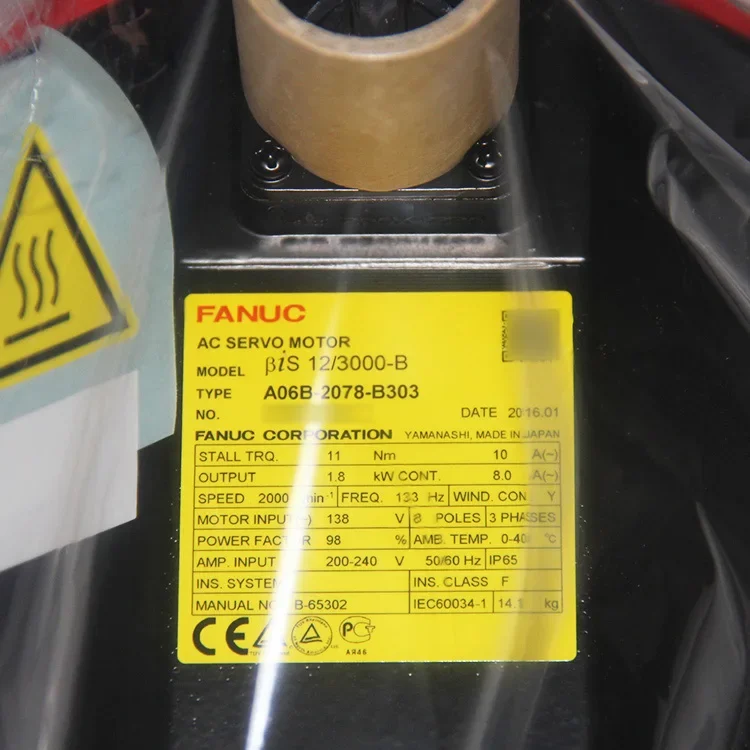 FANUC
AC SERVO MOTOR
MODEL βiS 12/3000-B
TYPE A06B-2078-B303
NO.
DATE 2016.01
FANUC CORPORATION YAMANASHI, MADE IN JAPAN
STALL TRQ. 11 Nm 10 A(~)
OUTPUT 1.8 kW CONT. 8.0 A(~)
SPEED 2000 min⁻¹ FREQ. 133 Hz WIND. CON Y
MOTOR INPUT(~) 138 V 8 POLES 3 PHASES
POWER FACTOR 98 % AMB. TEMP. 0-40 °C
AMP. INPUT 200-240 V 50/60 Hz IP65
INS. SYSTEM INS. CLASS F
MANUAL NO. B-65302 IEC60034-1 14.1 kg
CE
АЯ46